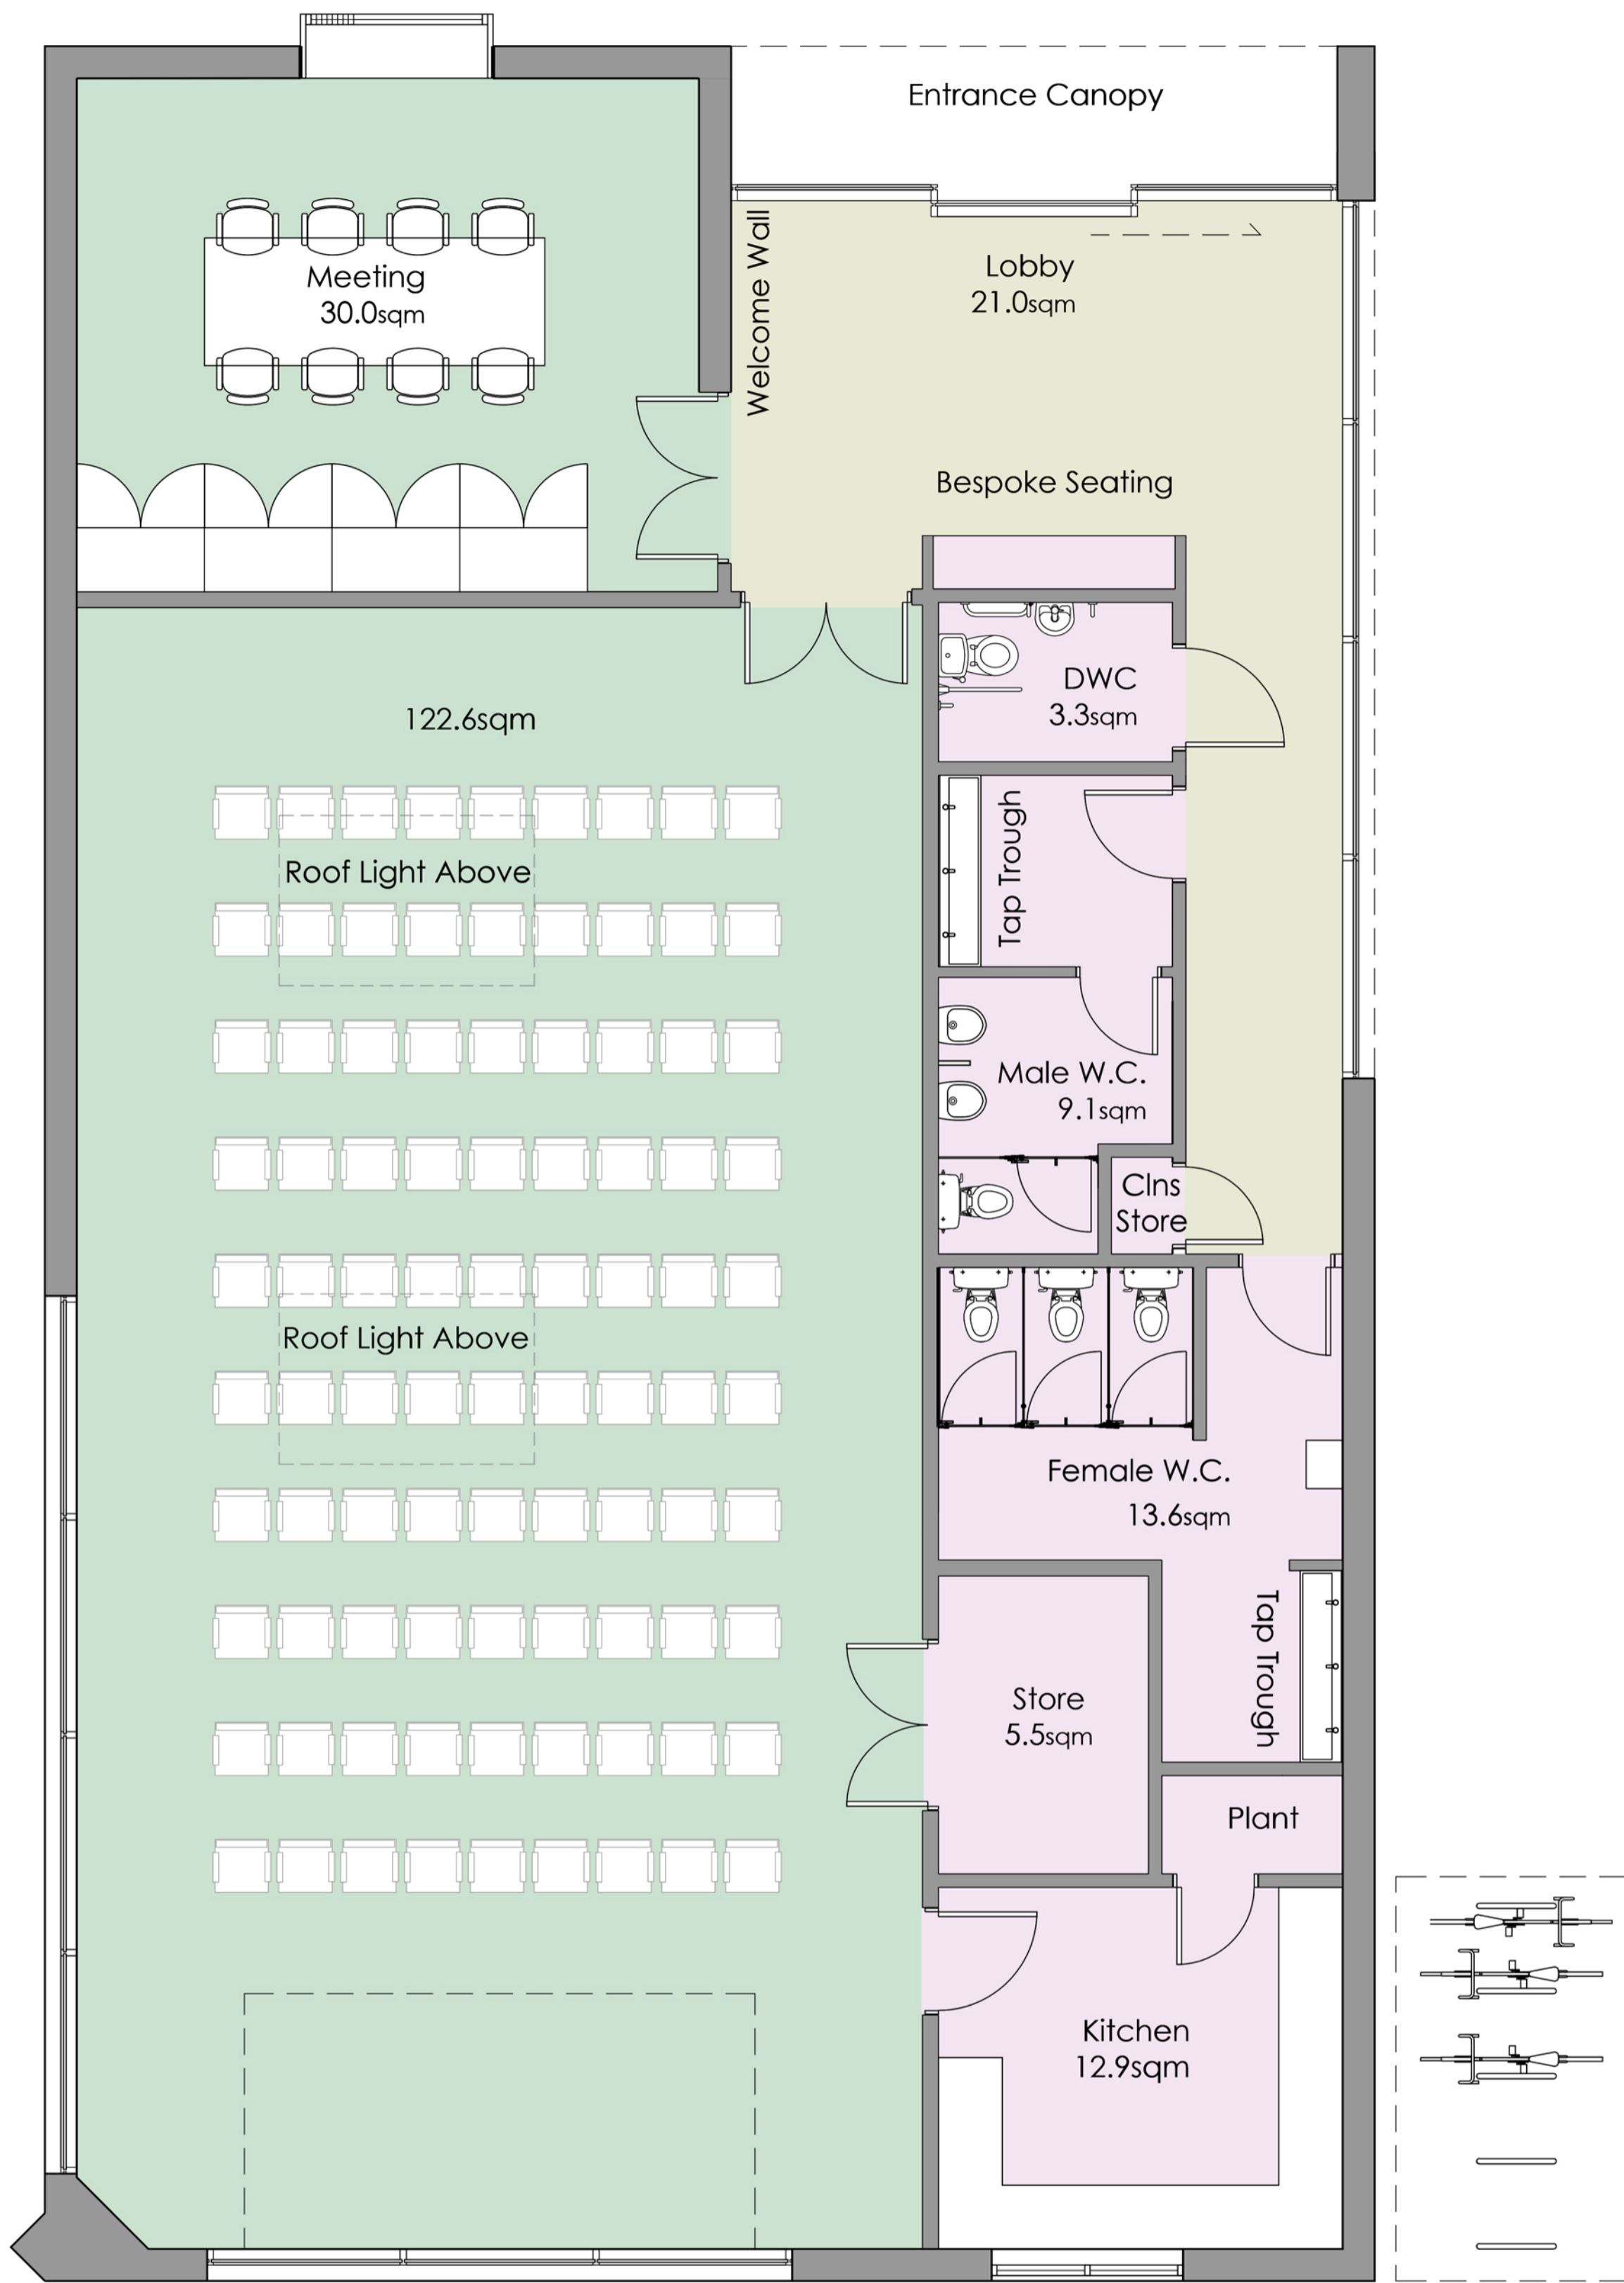 Entrance Canopy
Welcome Wall
Lobby
21.0sqm
Meeting
30.0sqm
Bespoke Seating
DWC
3.3sqm
122.6sqm
Tap Trough
Roof Light Above
Male W.C.
9.1sqm
Clns
Store
Roof Light Above
Female W.C.
13.6sqm
Tap Trough
Store
5.5sqm
Plant
Kitchen
12.9sqm